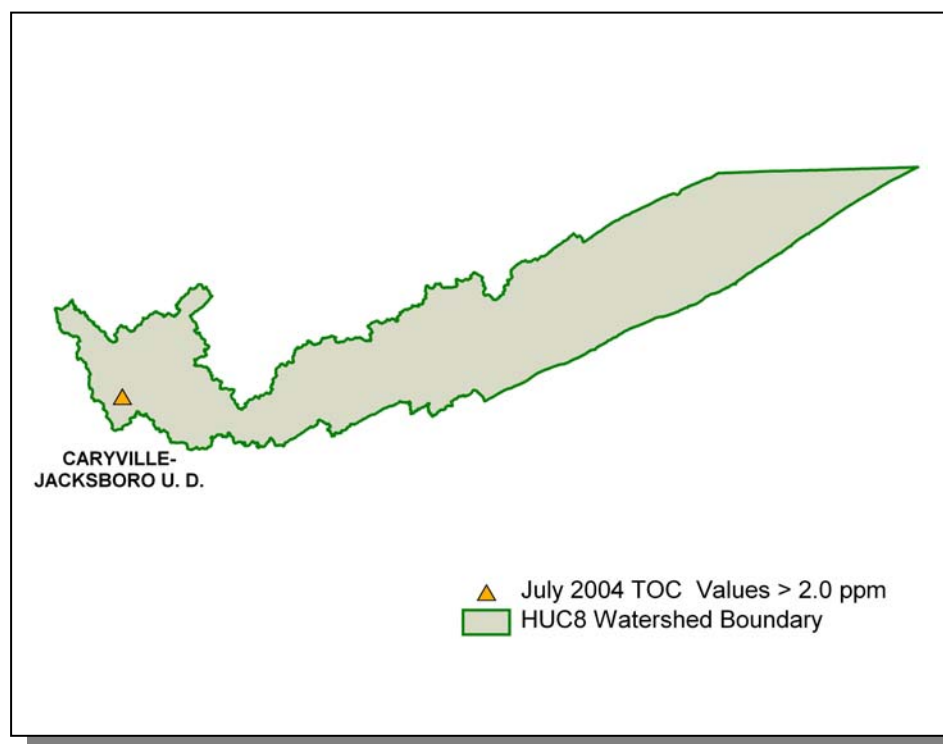 CARYVILLE-
JACKSBORO U. D.
July 2004 TOC Values > 2.0 ppm
HUC8 Watershed Boundary